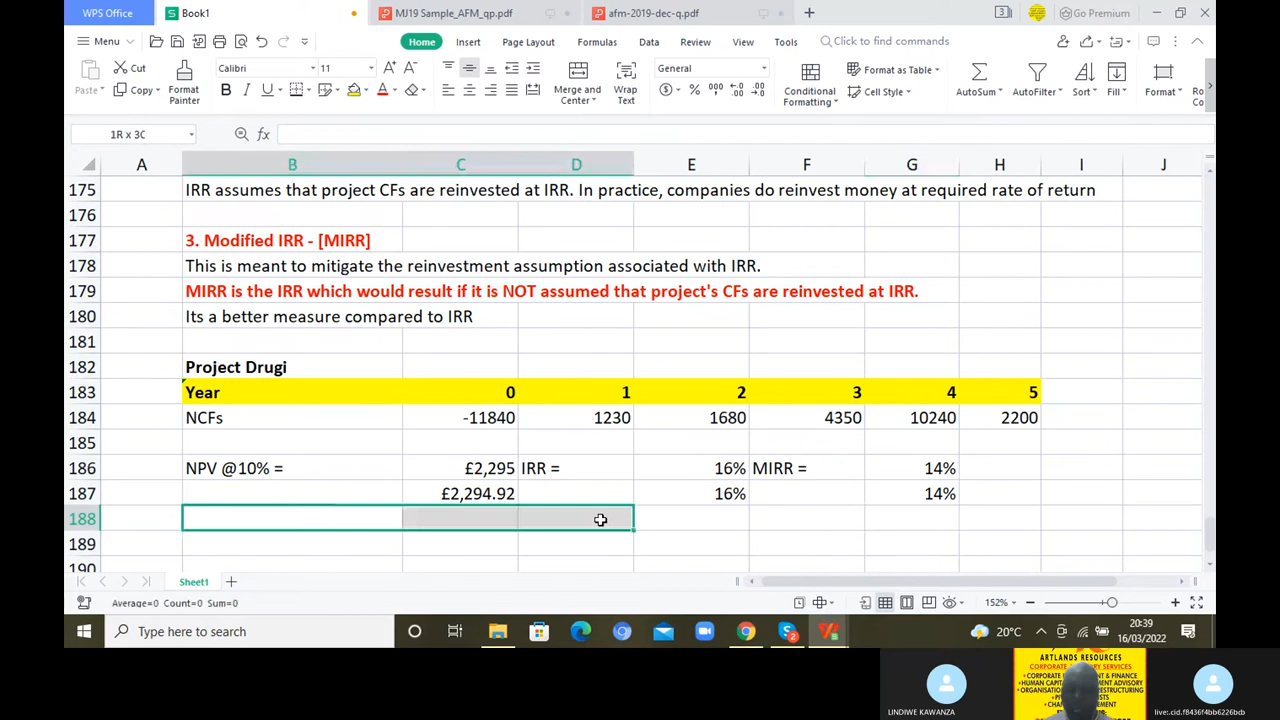 WPS Office
Book1
MJ19 Sample_AFM_qp.pdf
afm-2019-dec-q.pdf
3
Go Premium
Menu
Home
Insert
Page Layout
Formulas
Data
Review
View
Tools
Click to find commands
Paste
Cut
Copy
Format
Painter
Calibri
11
A+
A-
B I U
Merge and
Center
Wrap
Text
General
Conditional
Formatting
Format as Table
Cell Style
AutoSum
AutoFilter
Sort
Fill
Format
1R x 3C
fx
A B C D E F G H I J
175 IRR assumes that project CFs are reinvested at IRR. In practice, companies do reinvest money at required rate of return
176
177 3. Modified IRR - [MIRR]
178 This is meant to mitigate the reinvestment assumption associated with IRR.
179 MIRR is the IRR which would result if it is NOT assumed that project's CFs are reinvested at IRR.
180 Its a better measure compared to IRR
181
182 Project Drugi
183 Year 0 1 2 3 4 5
184 NCFs -11840 1230 1680 4350 10240 2200
185
186 NPV @10% = £2,295 IRR = 16% MIRR = 14%
187 £2,294.92 16% 14%
188
189
190
Sheet1
Average=0 Count=0 Sum=0
152%
Type here to search
20°C
20:39
16/03/2022
ARTLANDS RESOURCES
LINDIWE KAWANZA
live:cid.f8436f4bb6226bcb